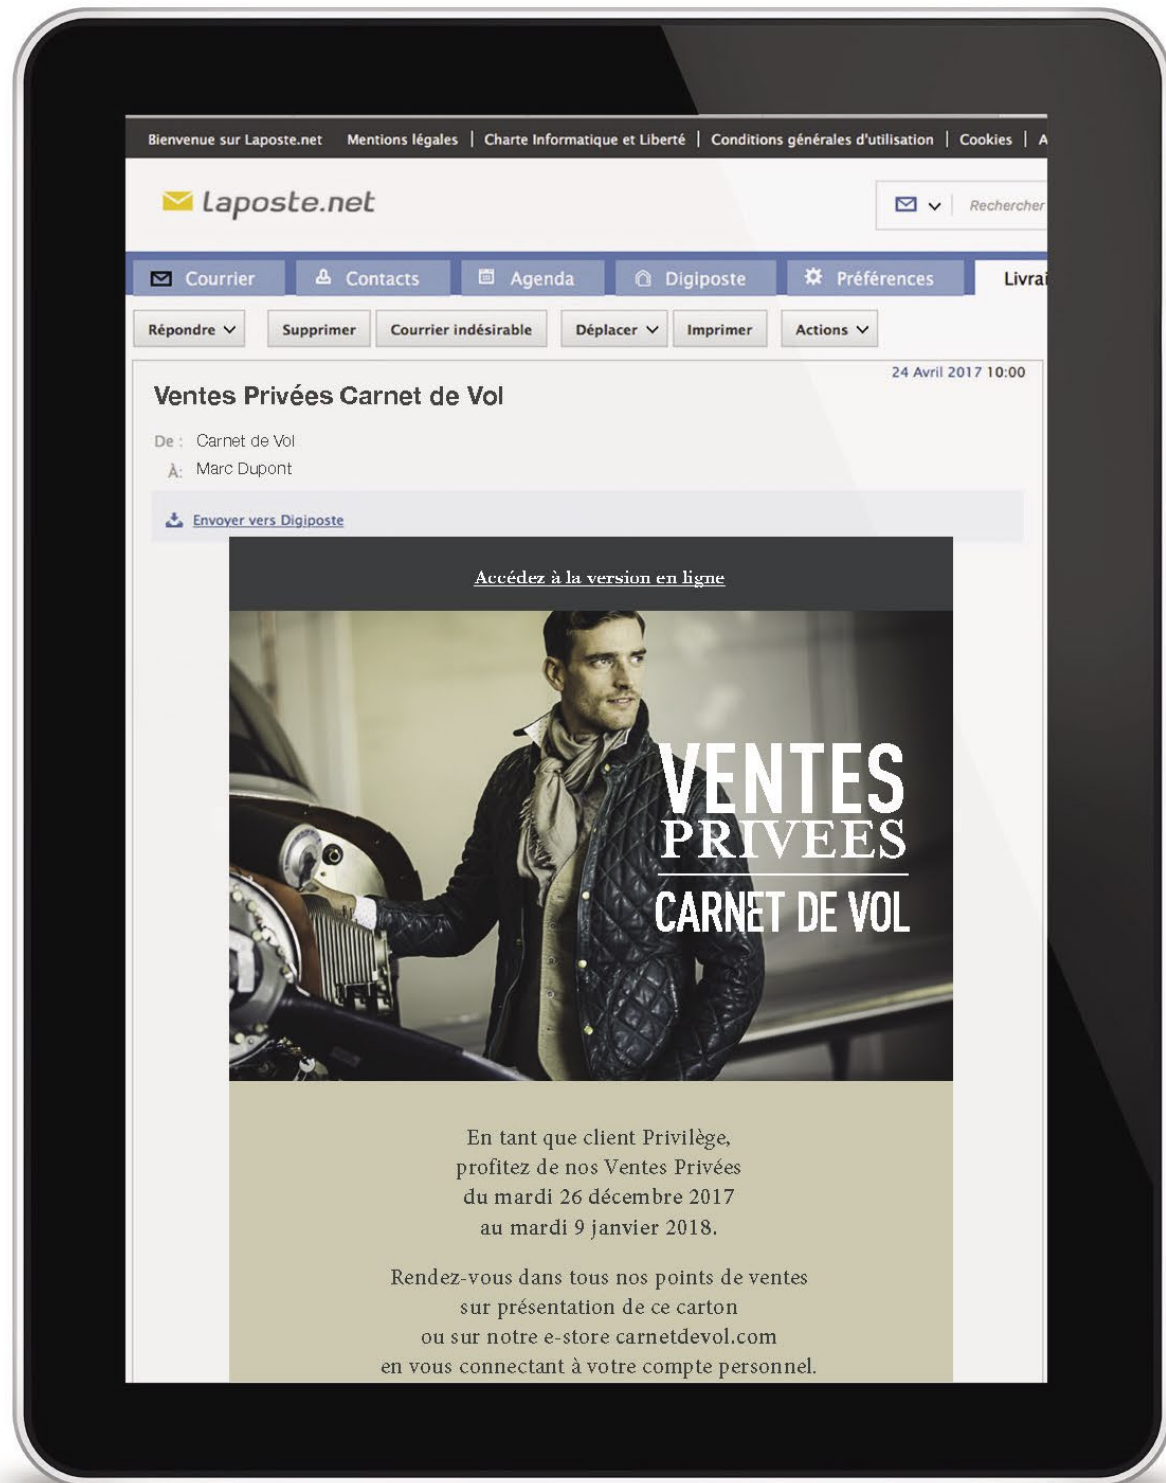 Bienvenue sur Laposte.net Mentions légales | Charte Informatique et Liberté | Conditions générales d'utilisation | Cookies | A
Laposte.net
Rechercher
Courrier Contacts Agenda Digiposte Préférences Livrai
Répondre Supprimer Courrier indésirable Déplacer Imprimer Actions
24 Avril 2017 10:00
Ventes Privées Carnet de Vol
De : Carnet de Vol
À: Marc Dupont
Envoyer vers Digiposte
Accédez à la version en ligne
VENTES
PRIVEES
CARNET DE VOL
En tant que client Privilège,
profitez de nos Ventes Privées
du mardi 26 décembre 2017
au mardi 9 janvier 2018.
Rendez-vous dans tous nos points de ventes
sur présentation de ce carton
ou sur notre e-store carnetdevol.com
en vous connectant à votre compte personnel.